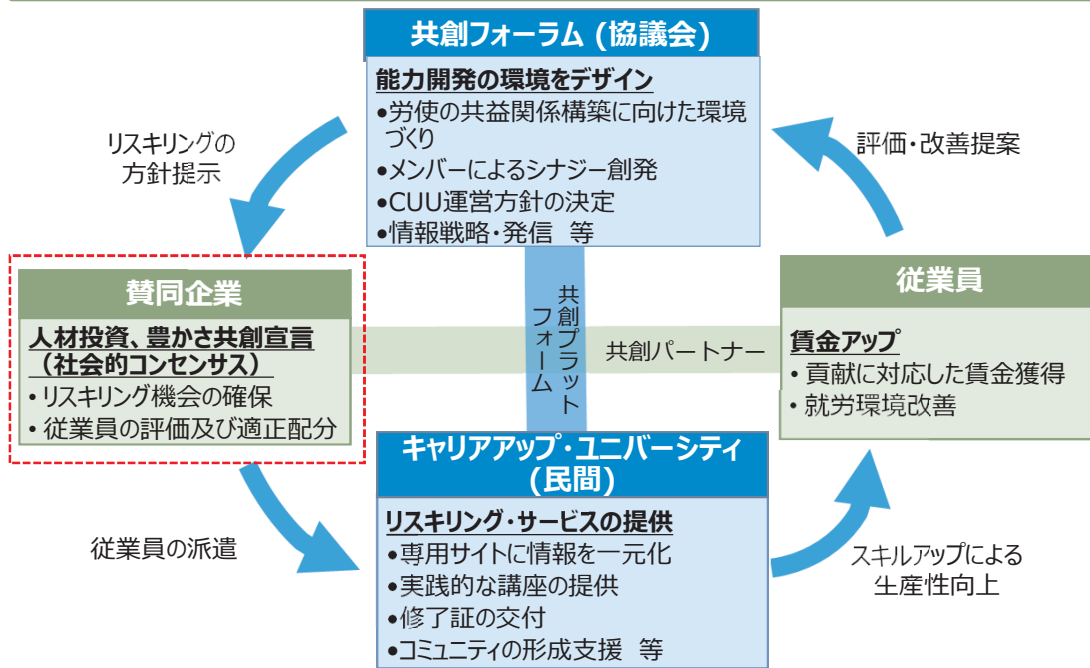 共創フォーラム (協議会)
能力開発の環境をデザイン
•労使の共益関係構築に向けた環境
づくり
•メンバーによるシナジー創発
•CUU運営方針の決定
•情報戦略・発信 等
リスキリングの
方針提示
評価・改善提案
賛同企業
人材投資、豊かさ共創宣言
（社会的コンセンサス）
• リスキリング機会の確保
• 従業員の評価及び適正配分
共創プラット
フォーム
共創パートナー
従業員
賃金アップ
• 貢献に対応した賃金獲得
• 就労環境改善
キャリアアップ・ユニバーシティ
(民間)
リスキリング・サービスの提供
•専用サイトに情報を一元化
•実践的な講座の提供
•修了証の交付
•コミュニティの形成支援 等
従業員の派遣
スキルアップによる
生産性向上